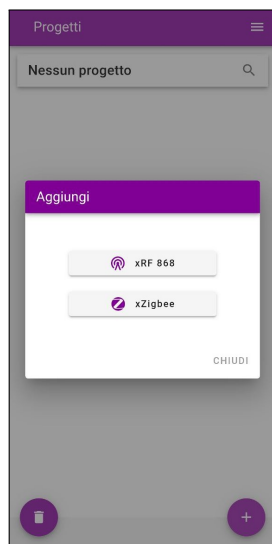 Progetti
Nessun progetto
Aggiungi
xRF 868
xZigbee
CHIUDI